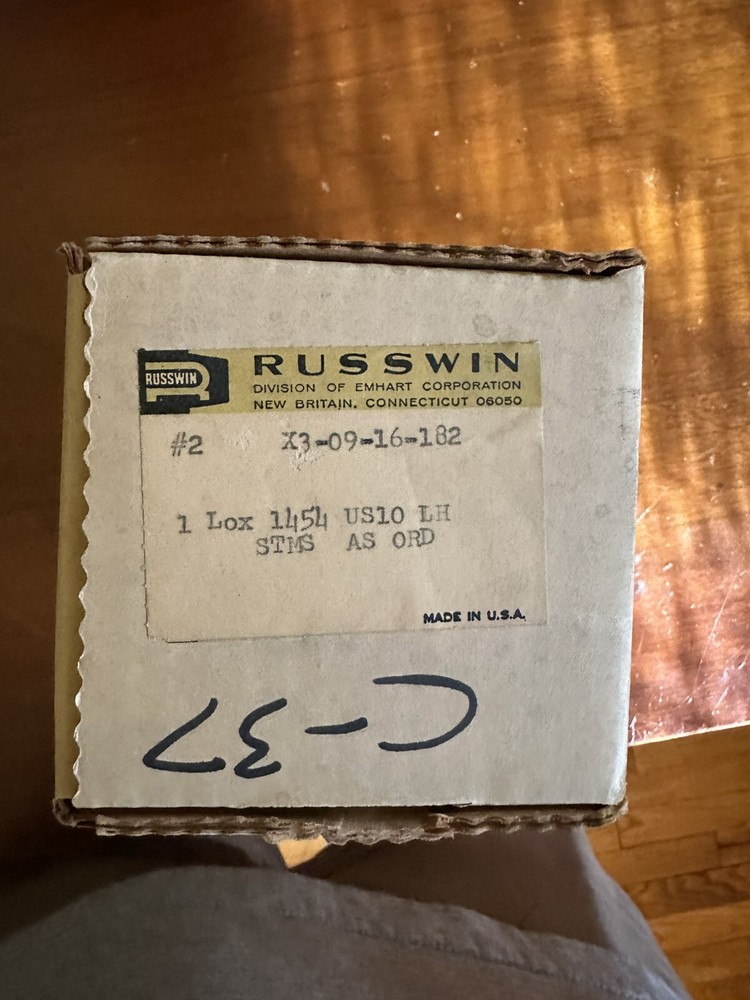 RUSSWIN
RUSSWIN
DIVISION OF EMHART CORPORATION
NEW BRITAIN, CONNECTICUT 06050
#2 X3-09-16-182
1 Lox 1454 US10 LH
STMS AS ORD
MADE IN U.S.A.
C-37